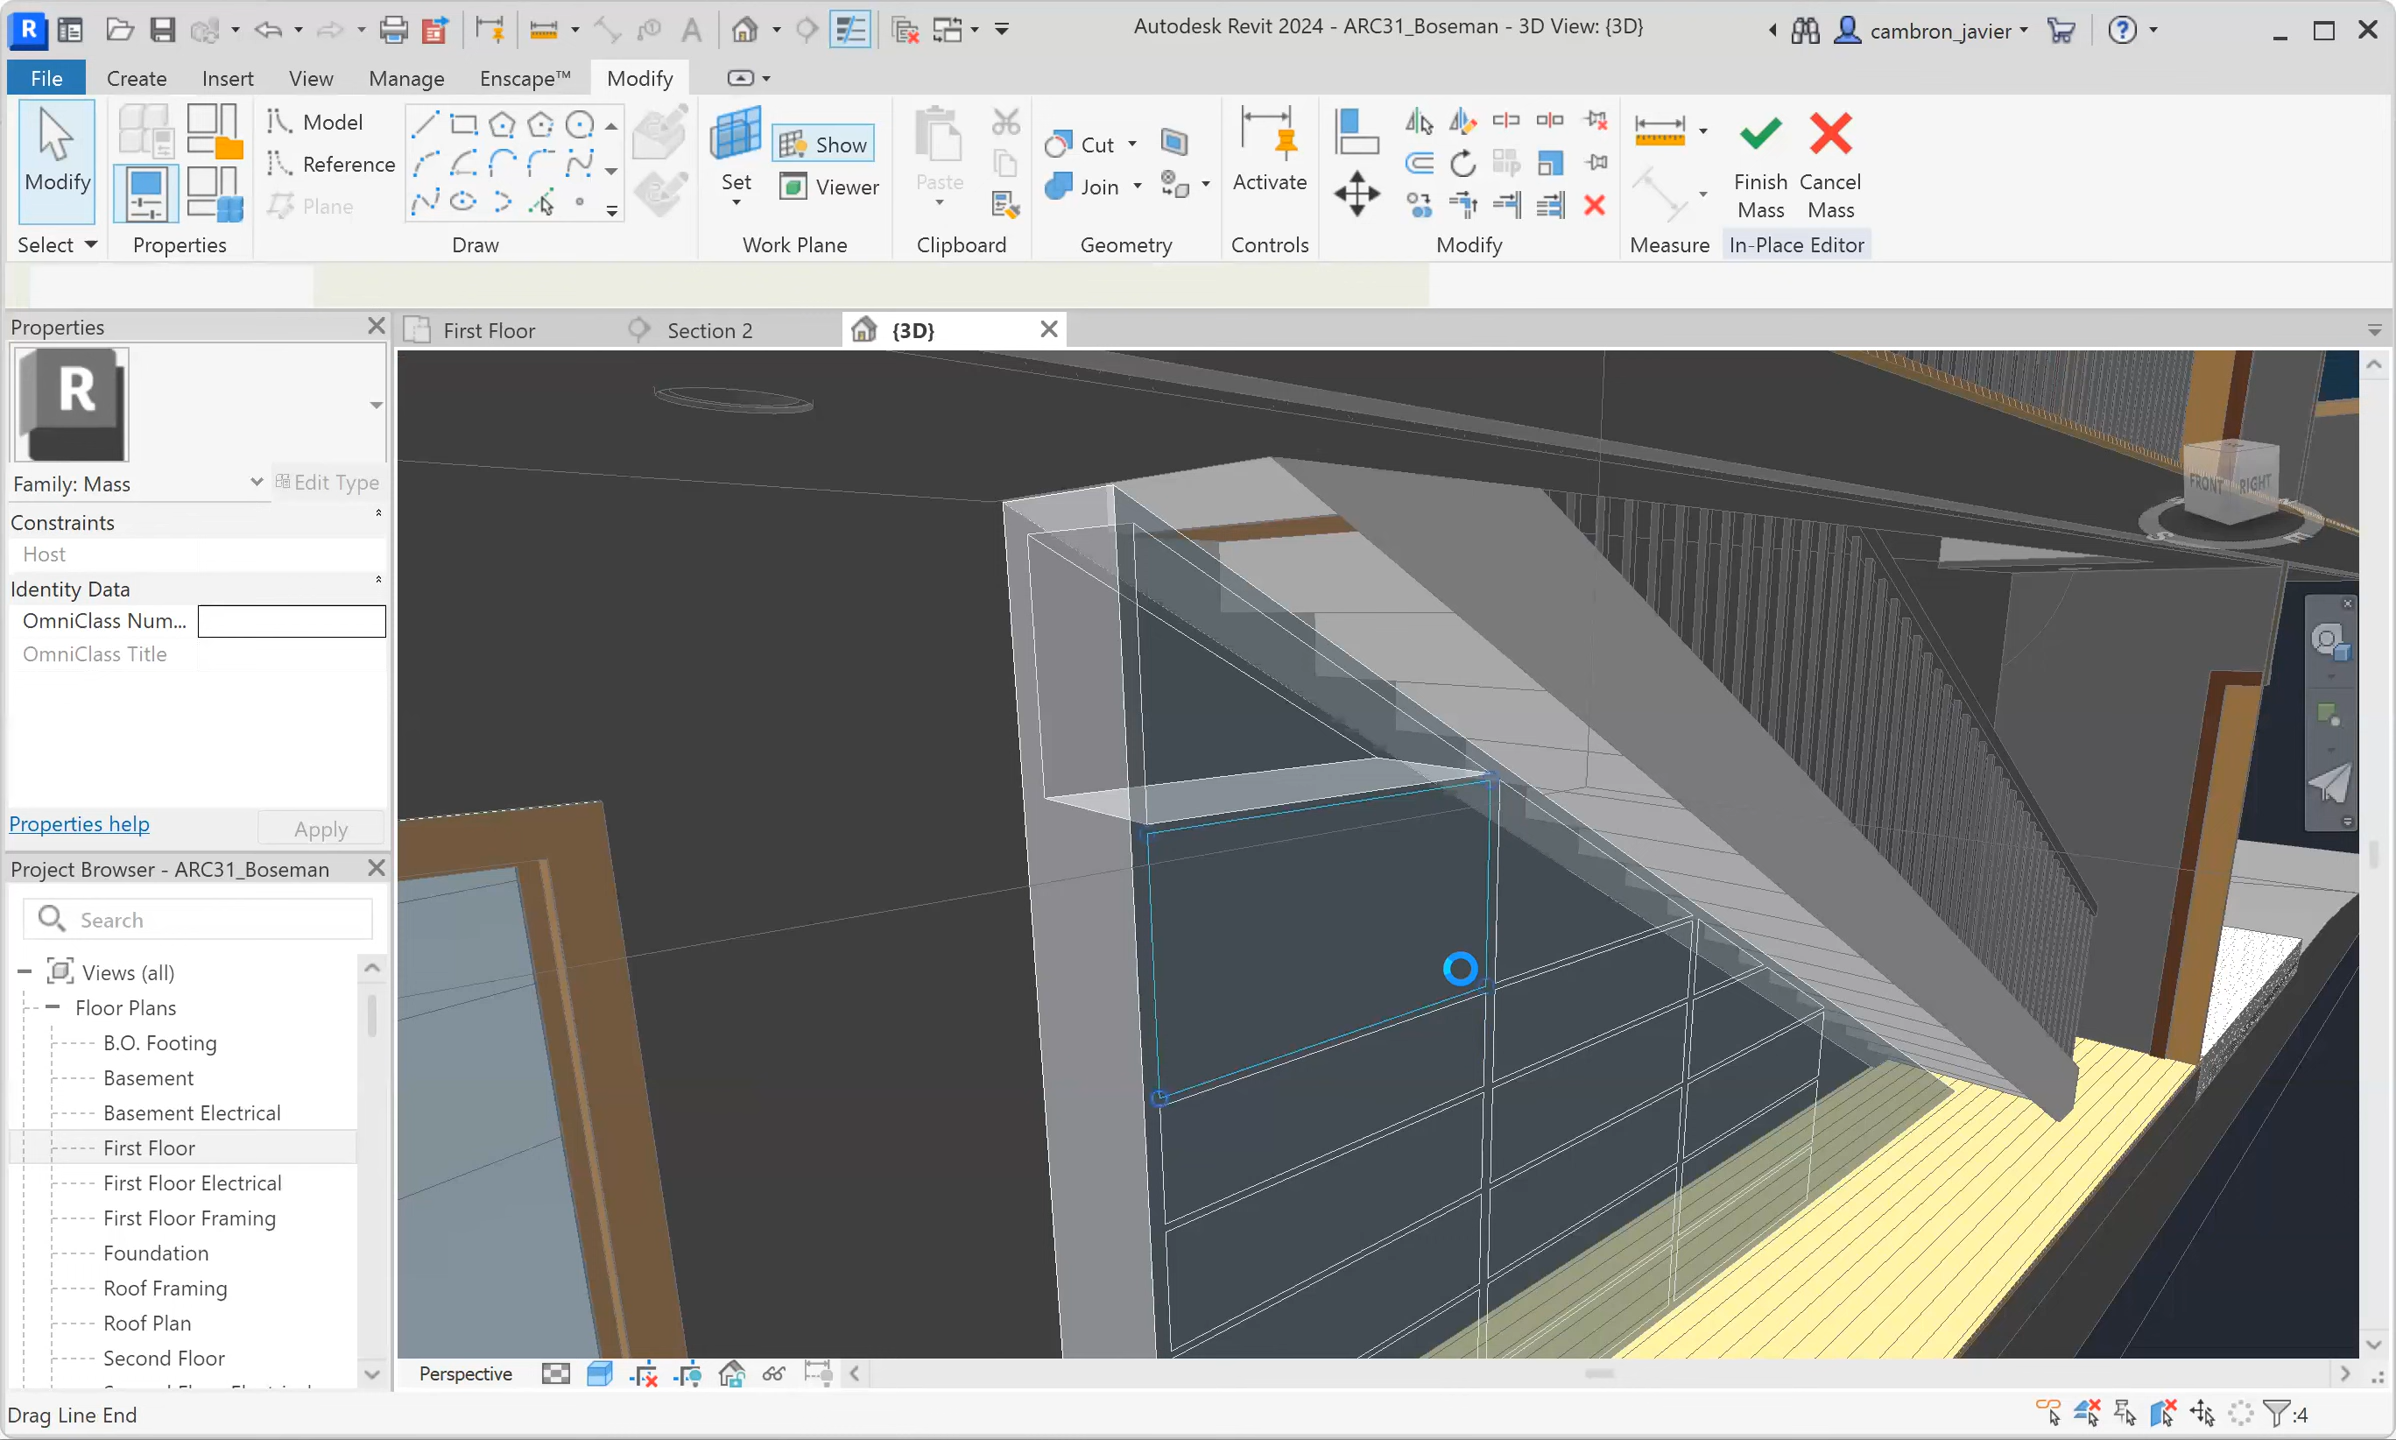 Autodesk Revit 2024 - ARC31_Boseman - 3D View: {3D}
cambron_javier
File
Create
Insert
View
Manage
Enscape™
Modify
Modify
Select
Properties
Model
Reference
Plane
Draw
Set
Show
Viewer
Work Plane
Paste
Clipboard
Cut
Join
Geometry
Activate
Controls
Modify
Measure
Finish
Mass
Cancel
Mass
In-Place Editor
Properties
First Floor
Section 2
{3D}
R
Family: Mass
Edit Type
Constraints
Host
Identity Data
OmniClass Num...
OmniClass Title
Properties help
Apply
FRONT
RIGHT
S
E
Project Browser - ARC31_Boseman
Search
Views (all)
Floor Plans
B.O. Footing
Basement
Basement Electrical
First Floor
First Floor Electrical
First Floor Framing
Foundation
Roof Framing
Roof Plan
Second Floor
Perspective
Drag Line End
:4